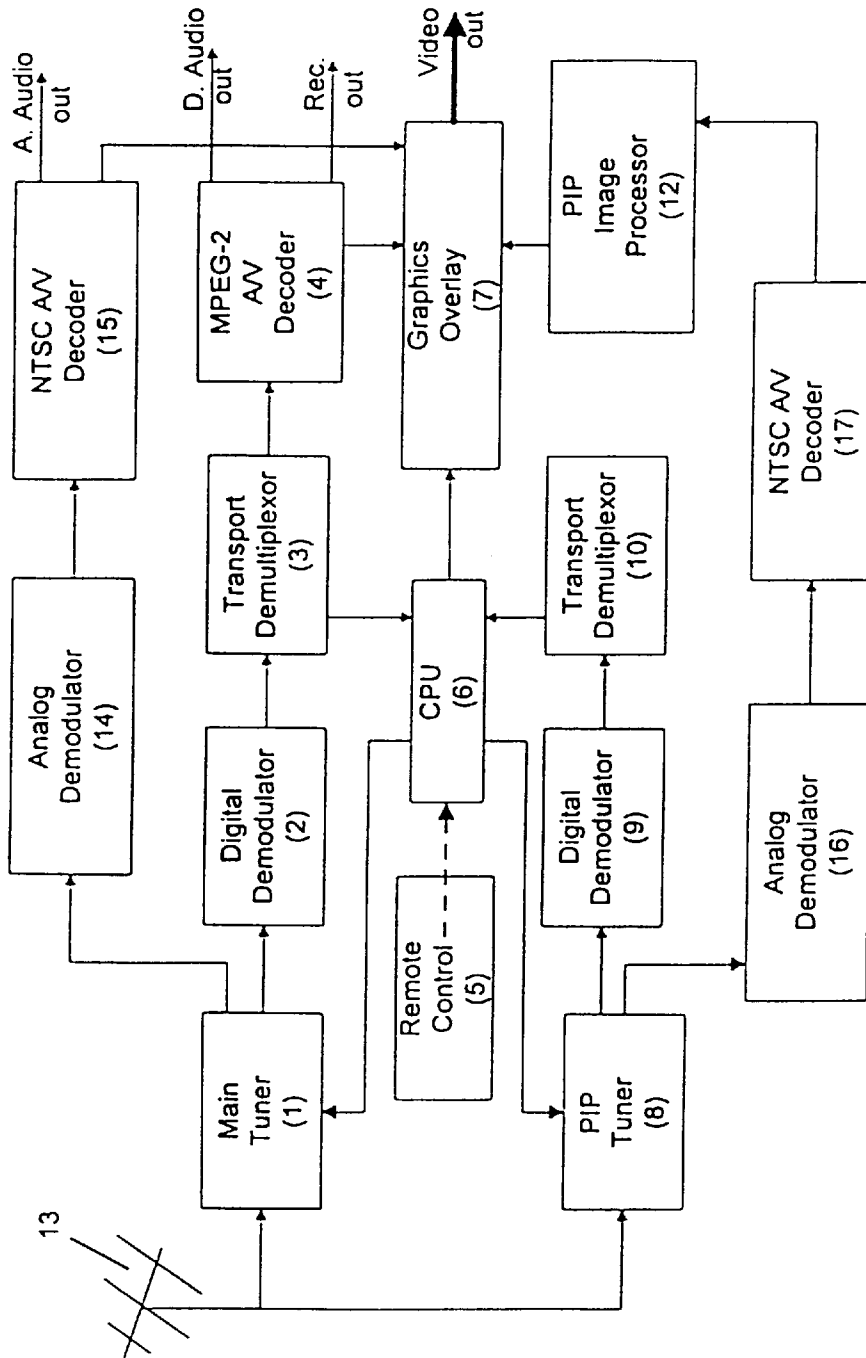 13
Main
Tuner
(1)
Analog
Demodulator
(14)
NTSC A/V
Decoder
(15)
A. Audio
out
Digital
Demodulator
(2)
Transport
Demultiplexor
(3)
MPEG-2
A/V
Decoder
(4)
D. Audio
out
Rec.
out
Remote
Control
(5)
CPU
(6)
Graphics
Overlay
(7)
Video
out
PIP
Tuner
(8)
Digital
Demodulator
(9)
Transport
Demultiplexor
(10)
PIP
Image
Processor
(12)
Analog
Demodulator
(16)
NTSC A/V
Decoder
(17)